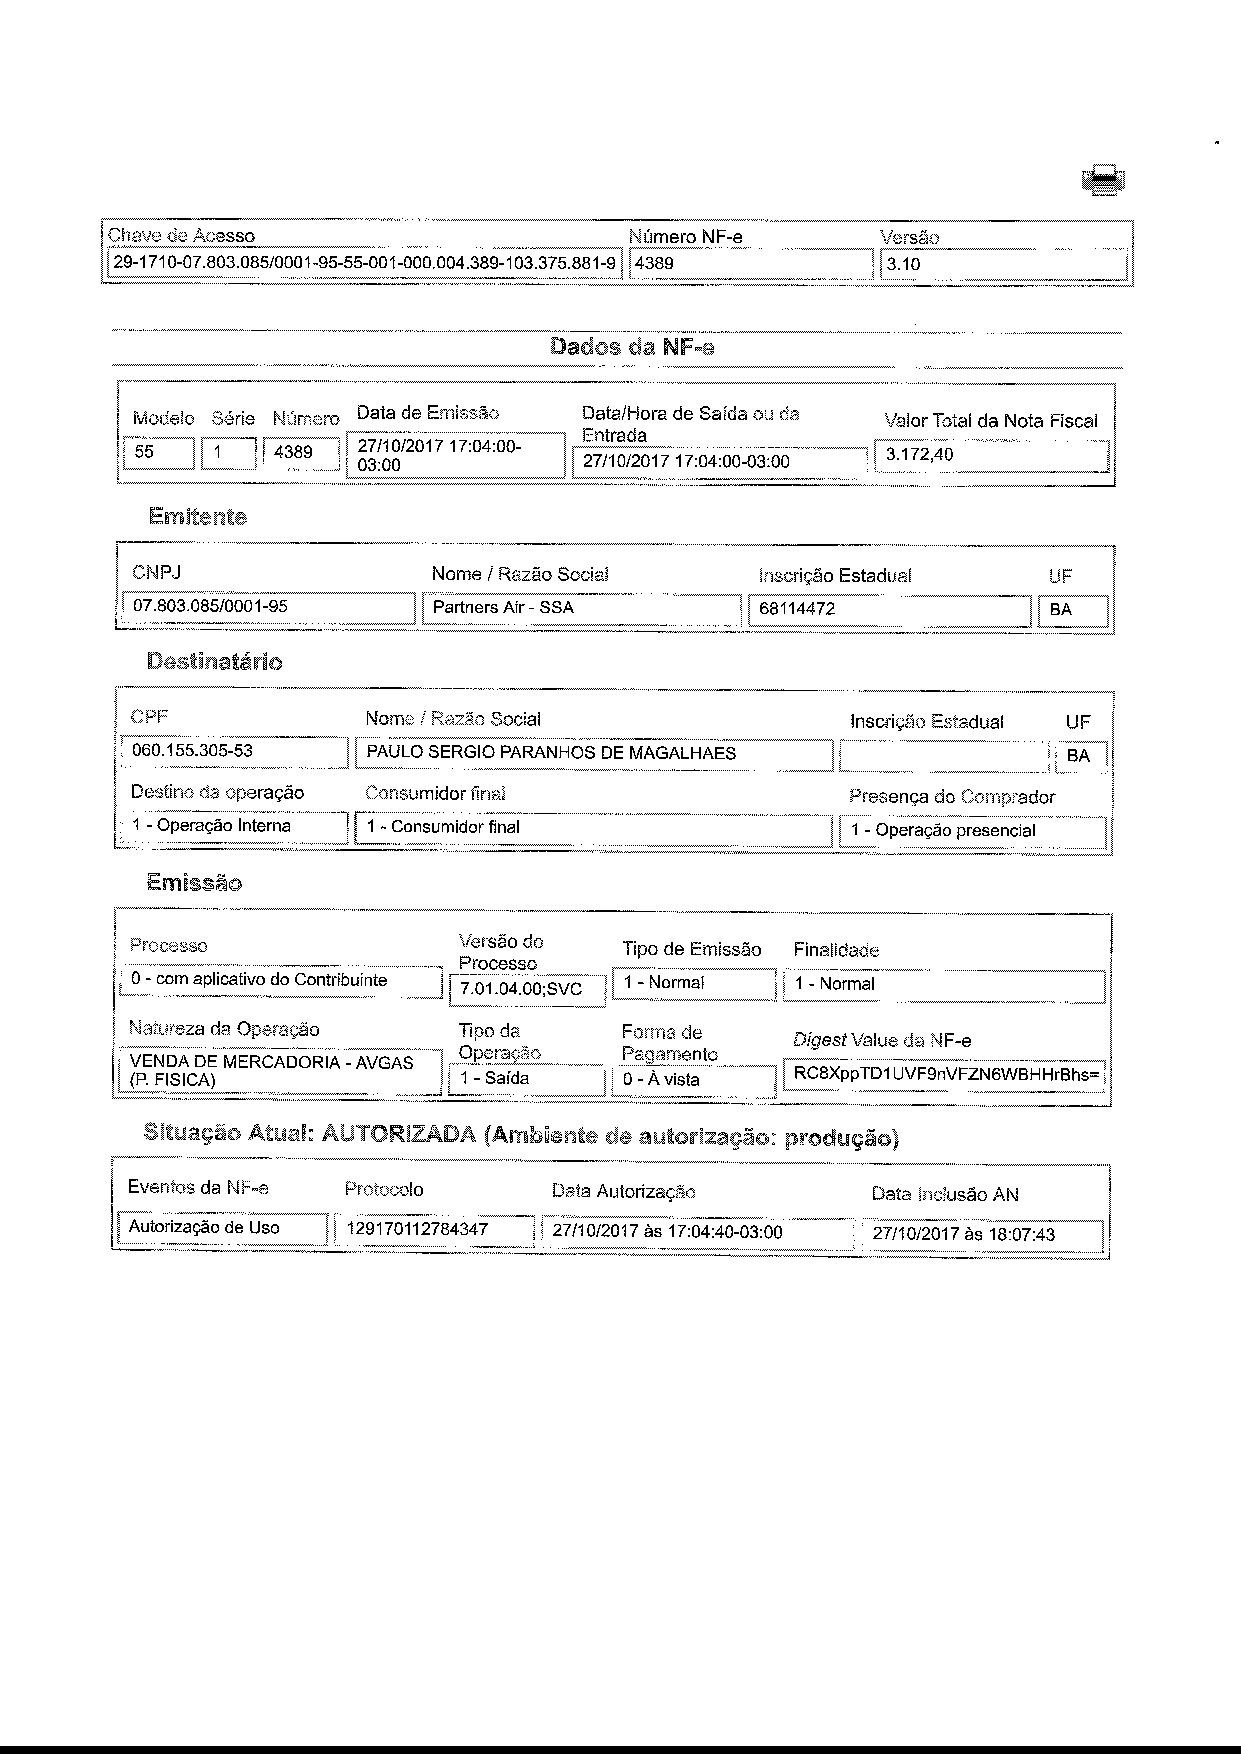 Chave de Acesso Número NF-e Versão
29-1710-07.803.085/0001-95-55-001-000.004.389-103.375.881-9 4389 3.10
Dados da NF-e
Modelo Série Número Data de Emissão Data/Hora de Saída ou da Entrada Valor Total da Nota Fiscal
55 1 4389 27/10/2017 17:04:00-03:00 27/10/2017 17:04:00-03:00 3.172,40
Emitente
CNPJ Nome / Razão Social Inscrição Estadual UF
07.803.085/0001-95 Partners Air - SSA 68114472 BA
Destinatário
CPF Nome / Razão Social Inscrição Estadual UF
060.155.305-53 PAULO SERGIO PARANHOS DE MAGALHAES BA
Destino da operação Consumidor final Presença do Comprador
1 - Operação Interna 1 - Consumidor final 1 - Operação presencial
Emissão
Processo Versão do Processo Tipo de Emissão Finalidade
0 - com aplicativo do Contribuinte 7.01.04.00;SVC 1 - Normal 1 - Normal
Natureza da Operação Tipo da Operação Forma de Pagamento Digest Value da NF-e
VENDA DE MERCADORIA - AVGAS (P. FISICA) 1 - Saída 0 - À vista RC8XppTD1UVF9nVFZN6WBHHrBhs=
Situação Atual: AUTORIZADA (Ambiente de autorização: produção)
Eventos da NF-e Protocolo Data Autorização Data Inclusão AN
Autorização de Uso 129170112784347 27/10/2017 às 17:04:40-03:00 27/10/2017 às 18:07:43